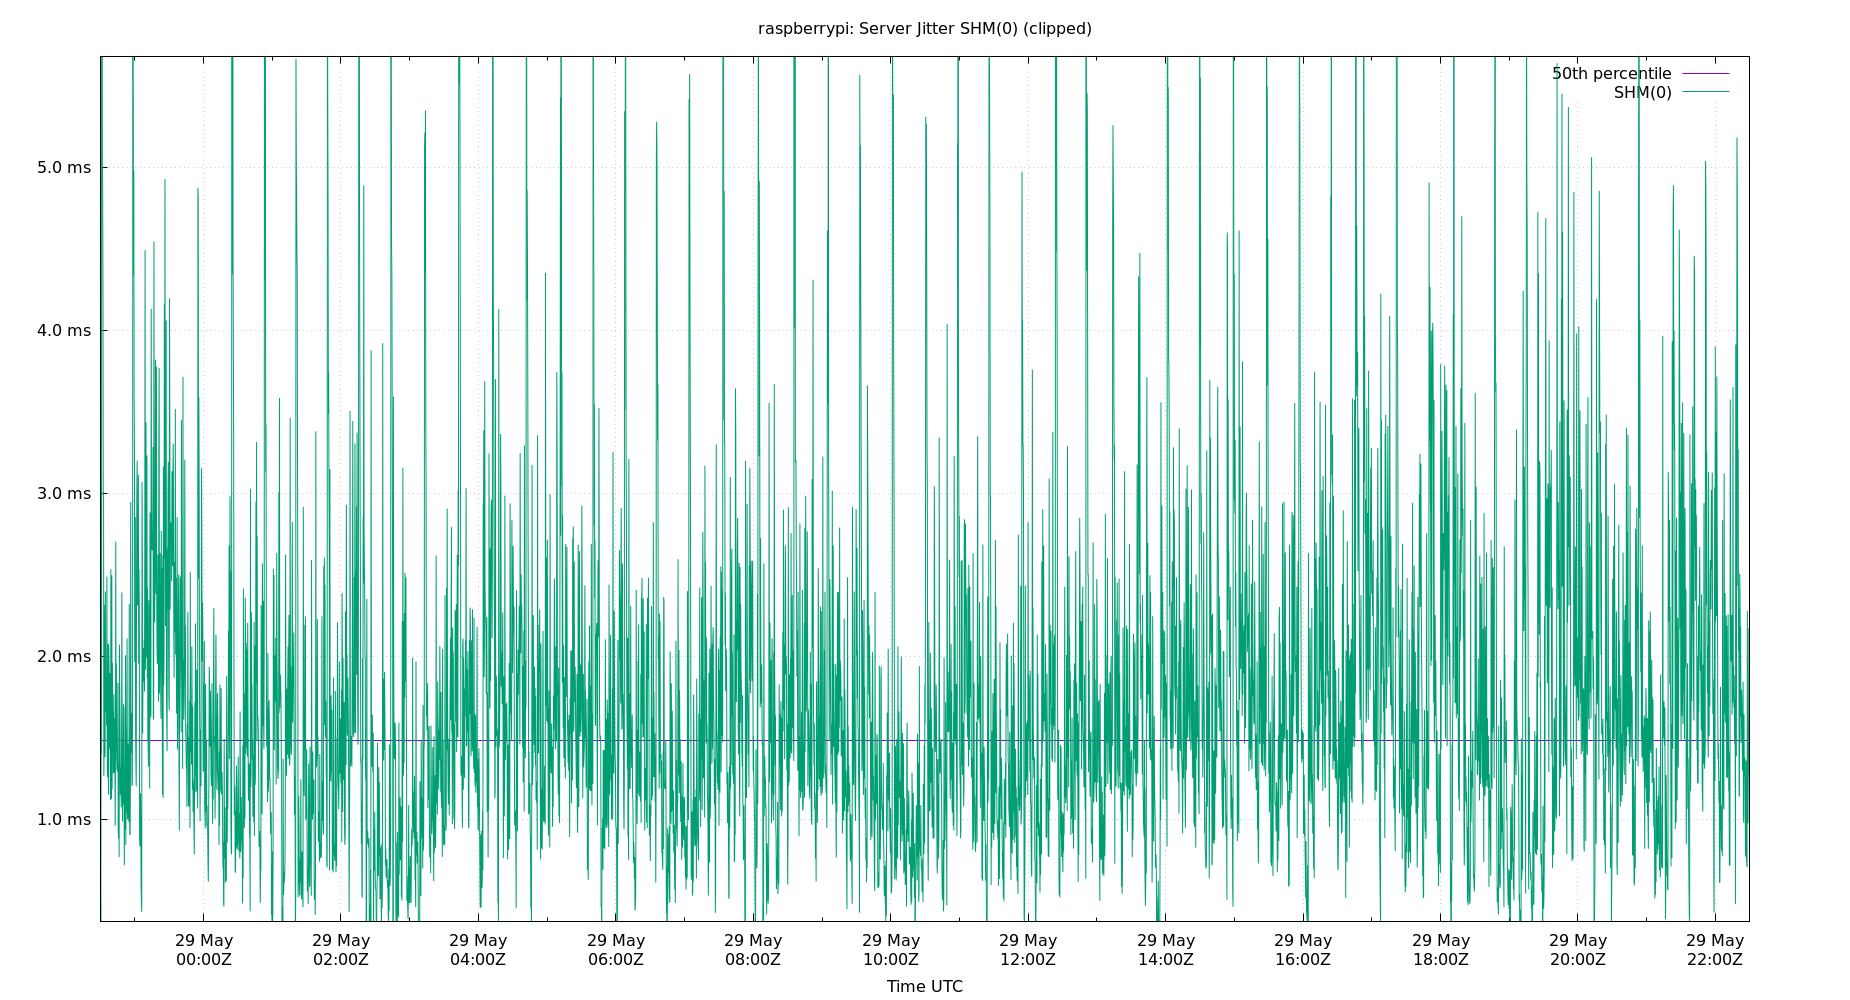 raspberrypi: Server Jitter SHM(0) (clipped)
50th percentile
SHM(0)
5.0 ms
4.0 ms
3.0 ms
2.0 ms
1.0 ms
29 May 29 May 29 May 29 May 29 May 29 May 29 May 29 May 29 May 29 May 29 May 29 May
00:00Z 02:00Z 04:00Z 06:00Z 08:00Z 10:00Z 12:00Z 14:00Z 16:00Z 18:00Z 20:00Z 22:00Z
Time UTC